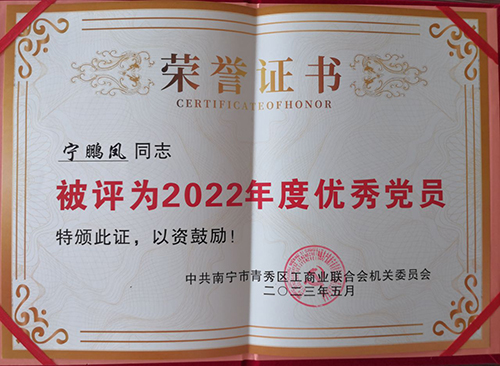 荣誉证书
CERTIFICATEOFHONOR
宁鹏凤 同志
被评为2022年度优秀党员
特颁此证，以资鼓励！
中共南宁市青秀区工商业联合会机关委员会
二〇二三年五月